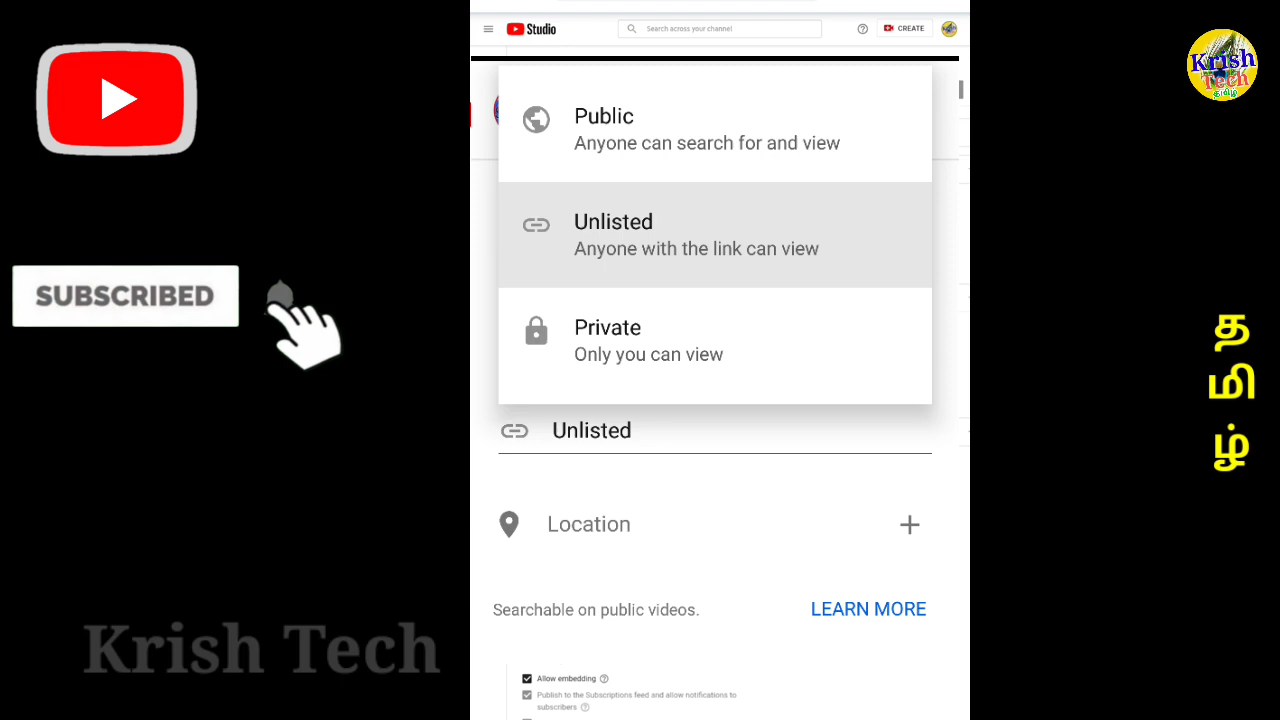 Studio
Search across your channel
CREATE
Krish
Tech
தமிழ்
Public
Anyone can search for and view
Unlisted
Anyone with the link can view
Private
Only you can view
Unlisted
Location
Searchable on public videos.
LEARN MORE
Allow embedding
Publish to the Subscriptions feed and allow notifications to
subscribers
SUBSCRIBED
Krish Tech
த
மி
ழ்